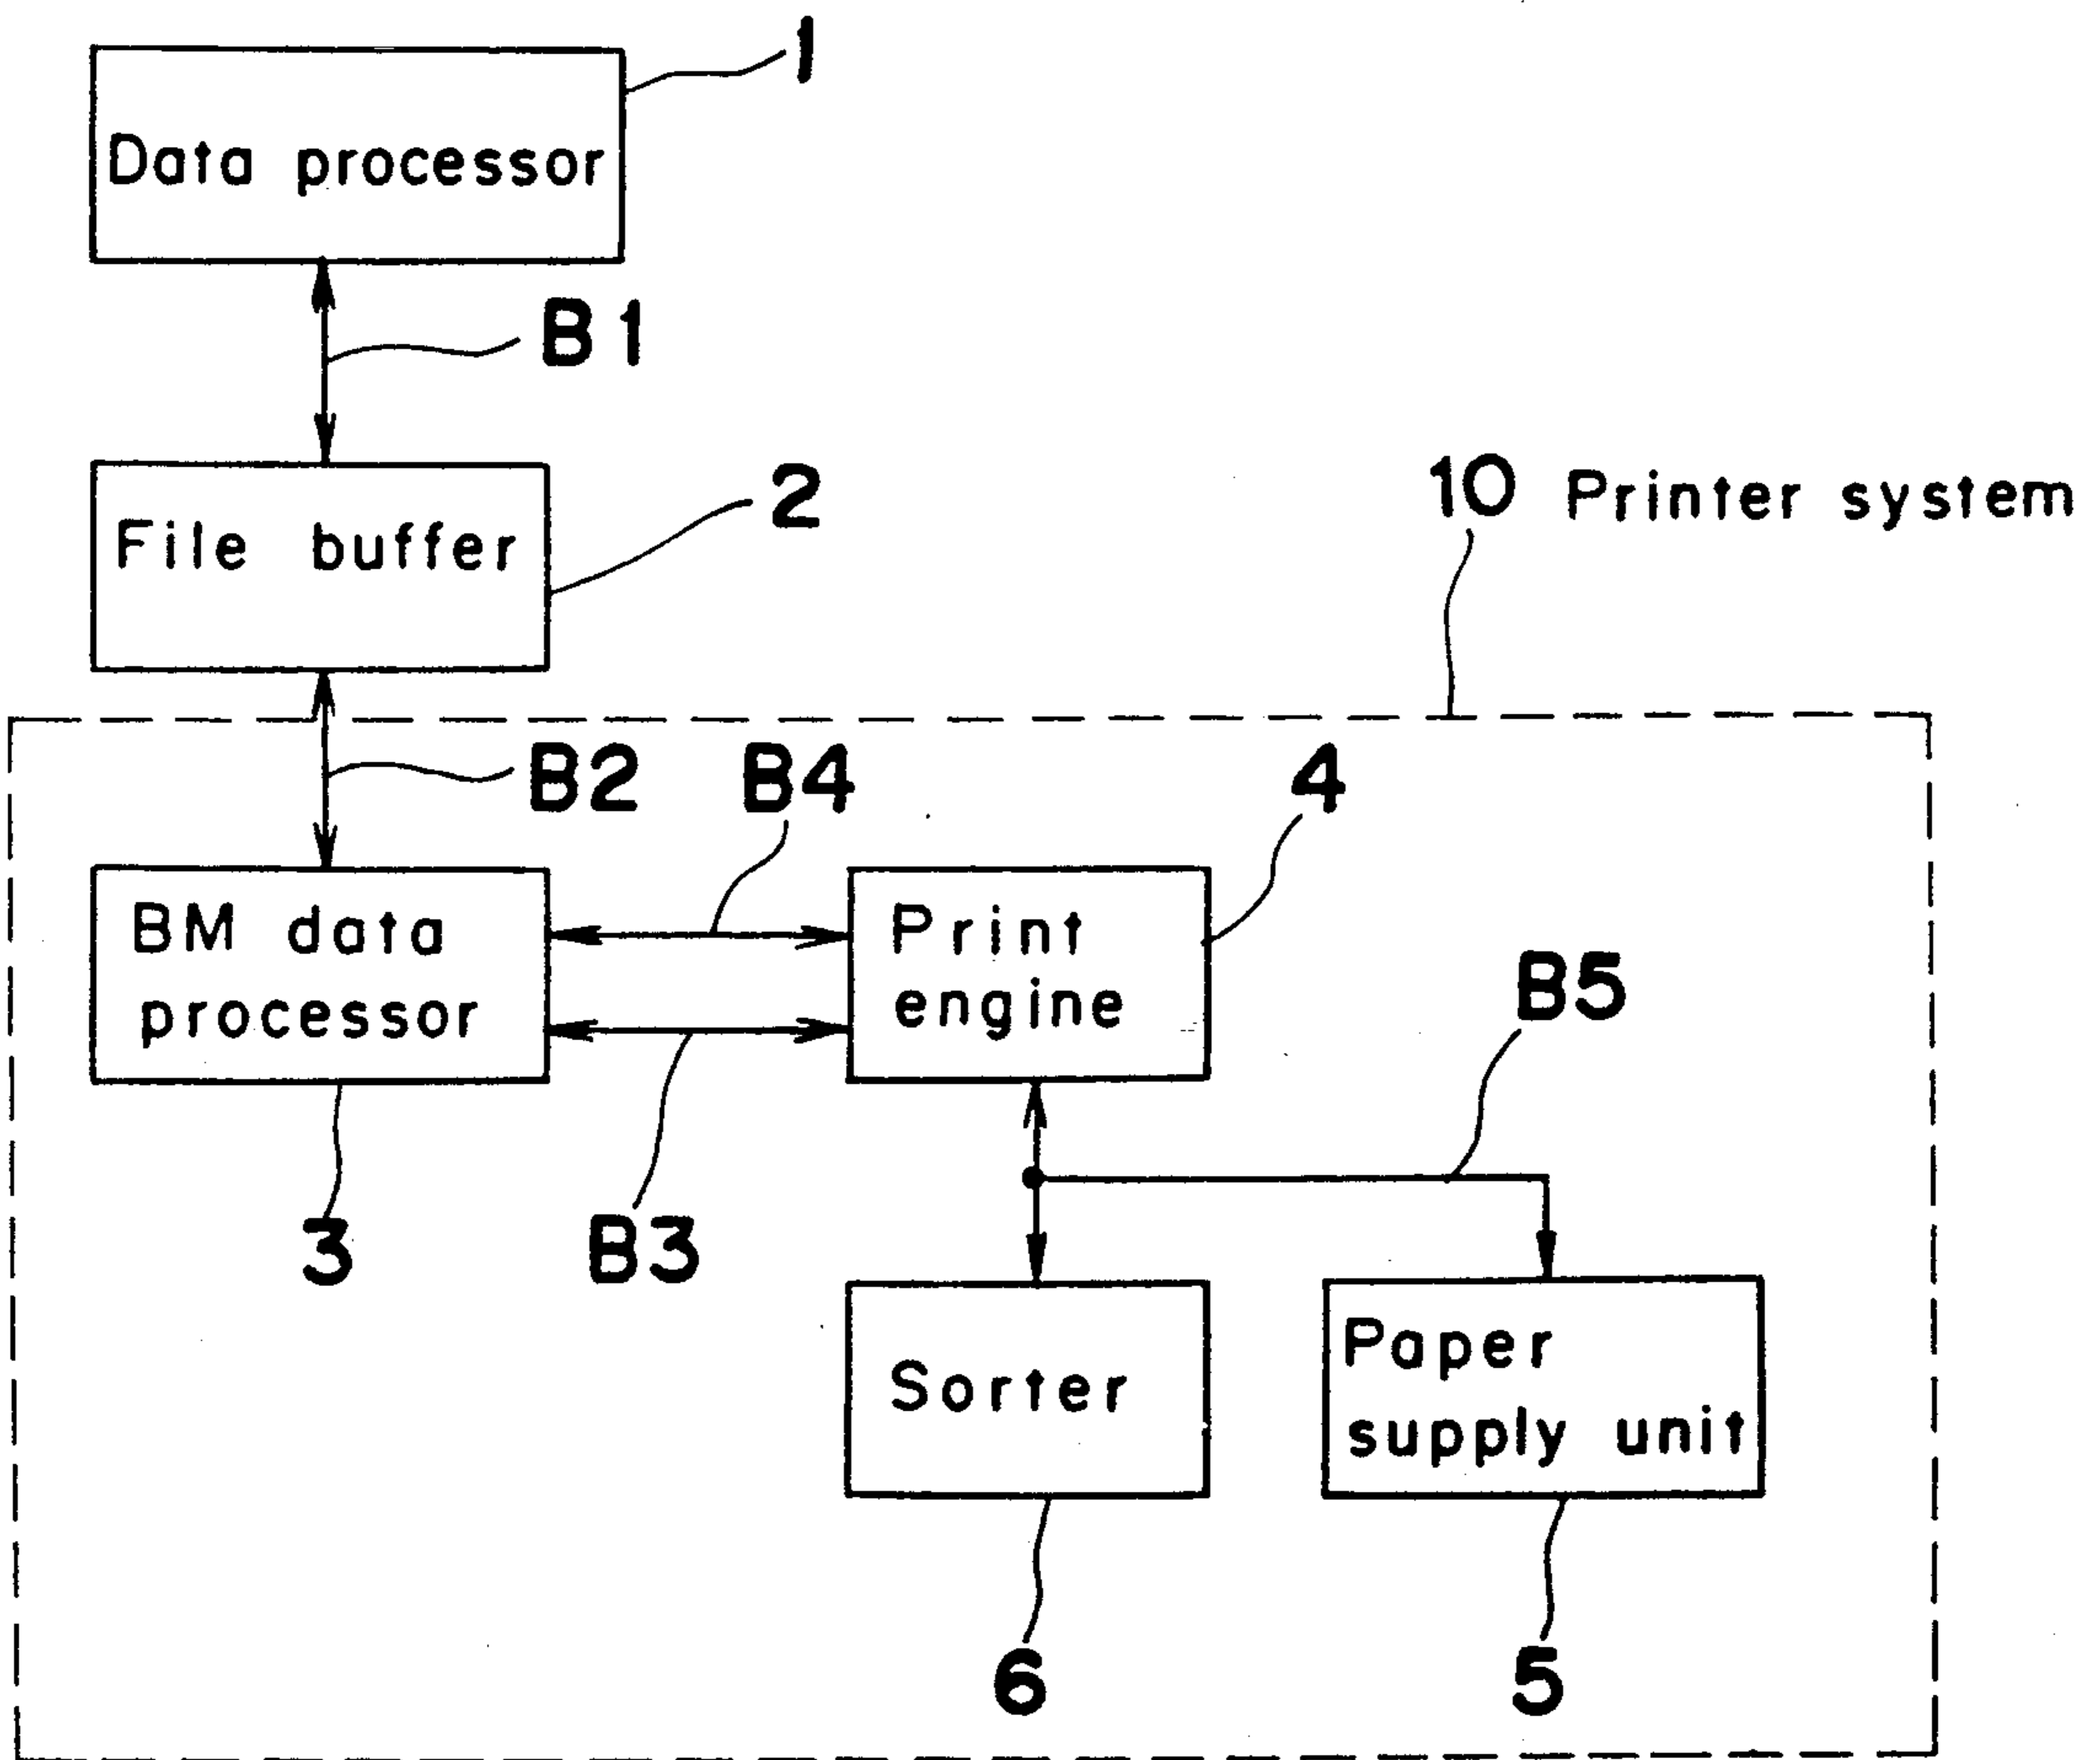 1
Data processor
B1
2
File buffer
10 Printer system
B2
B4
4
BM data
processor
Print
engine
B5
3
B3
Sorter
Paper
supply unit
6
5